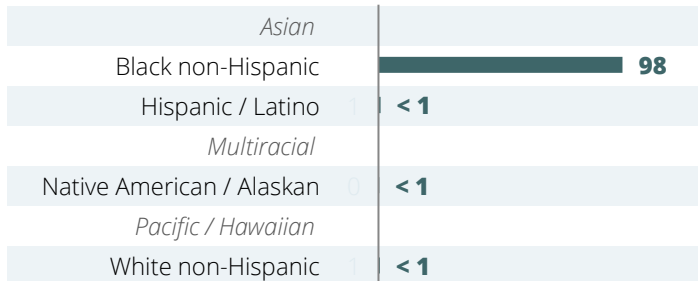 Asian
Black non-Hispanic 98
Hispanic / Latino 1 < 1
Multiracial
Native American / Alaskan 0 < 1
Pacific / Hawaiian
White non-Hispanic 1 < 1